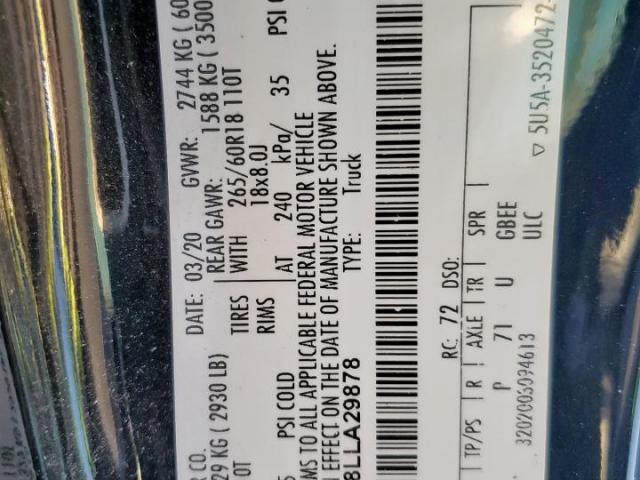 R CO. DATE: 03/20 GVWR: 2744 KG ( 60
29 KG ( 2930 LB) REAR GAWR: 1588 KG ( 3500
0T TIRES WITH 265/60R18 110T
RIMS 18x8.0J
PSI COLD AT 240 kPa/ 35 PSI C
MS TO ALL APPLICABLE FEDERAL MOTOR VEHICLE
N EFFECT ON THE DATE OF MANUFACTURE SHOWN ABOVE.
8LLA29878 TYPE: Truck
RC: 72 DSO:
TP/PS R AXLE TR SPR
P 71 U GBEE
ULC
3202003094613
▽ 5U5A-3520472-